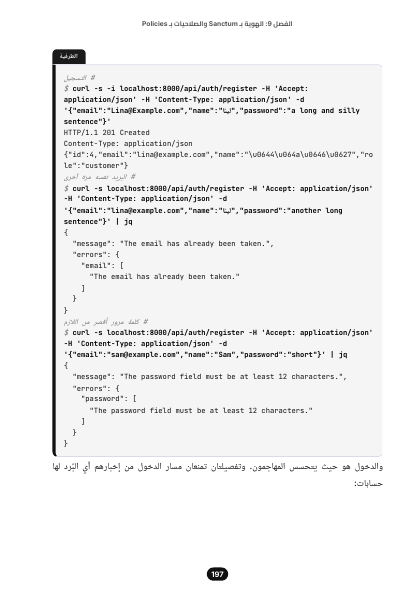 الفصل 9: الهوية بـ Sanctum والصلاحيات بـ Policies
الطرفية
# التسجيل
$ curl -s -i localhost:8000/api/auth/register -H 'Accept:
application/json' -H 'Content-Type: application/json' -d
'{"email":"Lina@Example.com","name":"لينا","password":"a long and silly
sentence"}'
HTTP/1.1 201 Created
Content-Type: application/json
{"id":4,"email":"lina@example.com","name":"\u0644\u064a\u0646\u0627","ro
le":"customer"}
# البريد نفسه مرة أخرى
$ curl -s localhost:8000/api/auth/register -H 'Accept: application/json'
-H 'Content-Type: application/json' -d
'{"email":"lina@example.com","name":"لينا","password":"another long
sentence"}' | jq
{
"message": "The email has already been taken.",
"errors": {
"email": [
"The email has already been taken."
]
}
}
# كلمة مرور أقصر من اللازم
$ curl -s localhost:8000/api/auth/register -H 'Accept: application/json'
-H 'Content-Type: application/json' -d
'{"email":"sam@example.com","name":"Sam","password":"short"}' | jq
{
"message": "The password field must be at least 12 characters.",
"errors": {
"password": [
"The password field must be at least 12 characters."
]
}
}
والدخول هو حيث يتحسس المهاجمون، وتفصيلتان تمنعان مسار الدخول من إخبارهم أي البُرد لها
حسابات:
197